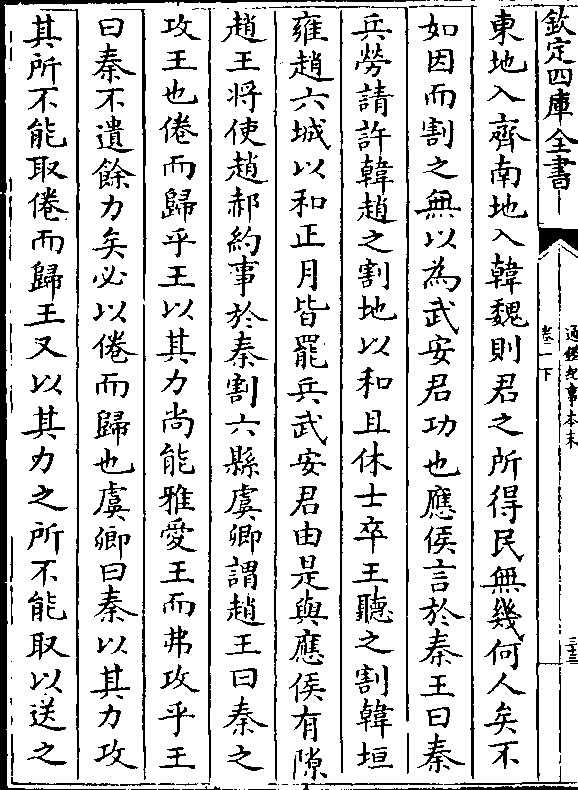 欽定四庫全書
通鑑紀事本末
卷一下
三十三
東地入齊南地入韓魏則君之所得民無幾何人矣不
如因而割之無以為武安君功也應侯言於秦王曰秦
兵勞請許韓趙之割地以和且休士卒王聽之割韓垣
雍趙六城以和正月皆罷兵武安君由是與應侯有隙
趙王將使趙郝約事於秦割六縣虞卿謂趙王曰秦之
攻王也倦而歸乎王以其力尚能雅愛王而弗攻乎王
曰秦不遺餘力矣必以倦而歸也虞卿曰秦以其力攻
其所不能取倦而歸王又以其力之所不能取以送之